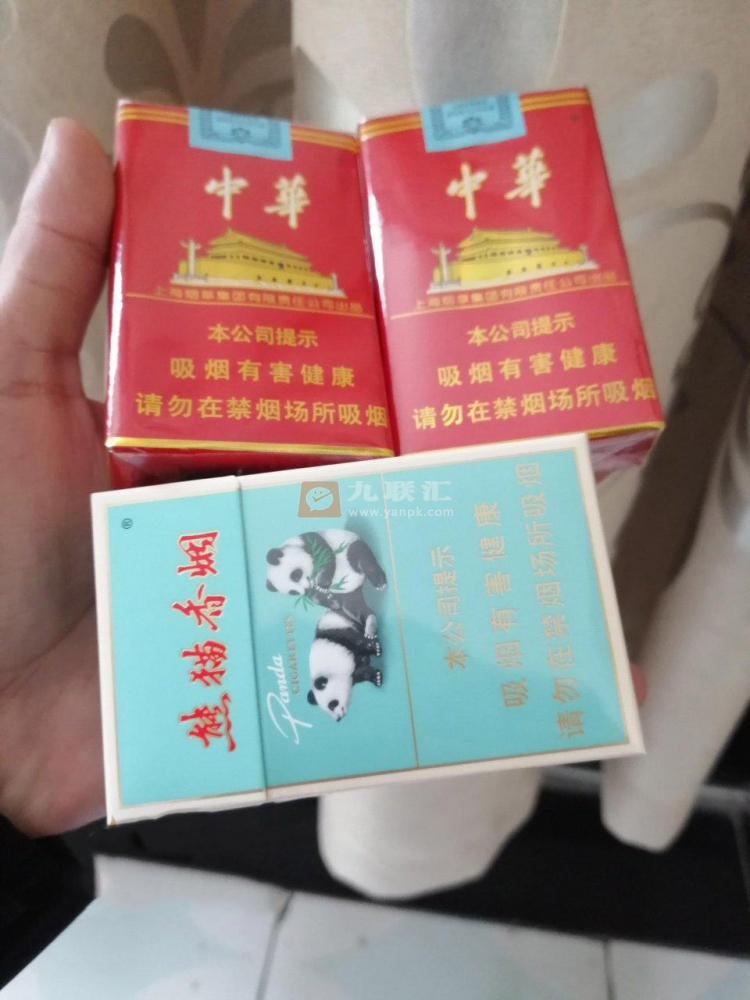 中華
上海烟草集团有限责任公司出品
本公司提示
吸烟有害健康
请勿在禁烟场所吸烟
中華
上海烟草集团有限责任公司出品
本公司提示
吸烟有害健康
请勿在禁烟场所吸烟
九联汇
www.yanpk.com
熊猫香烟
®
Panda
CIGARETTES
本公司提示
吸烟有害健康
请勿在禁烟场所吸烟